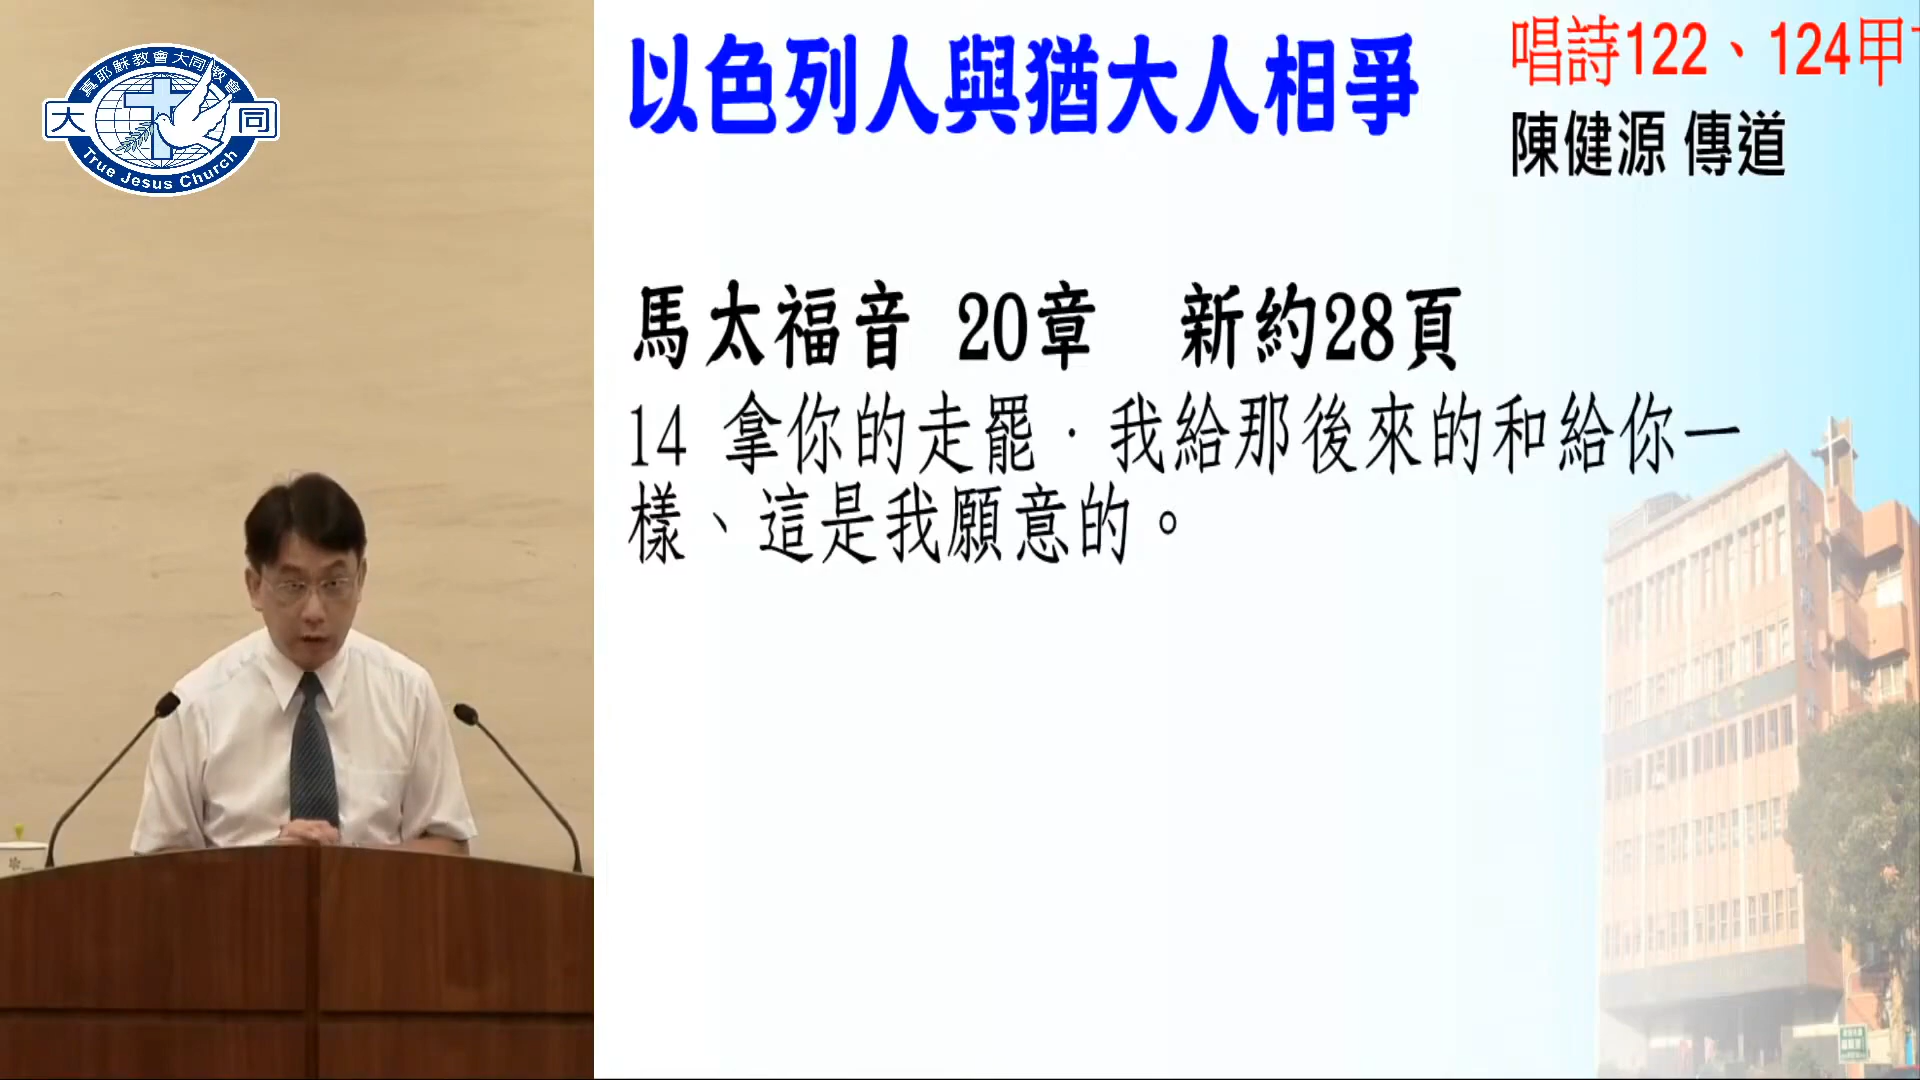 真耶穌教會大同教會
大同
True Jesus Church
以色列人與猶大人相爭
唱詩122、124甲
陳健源 傳道
馬太福音 20章 新約28頁
14 拿你的走罷．我給那後來的和給你一
樣、這是我願意的。